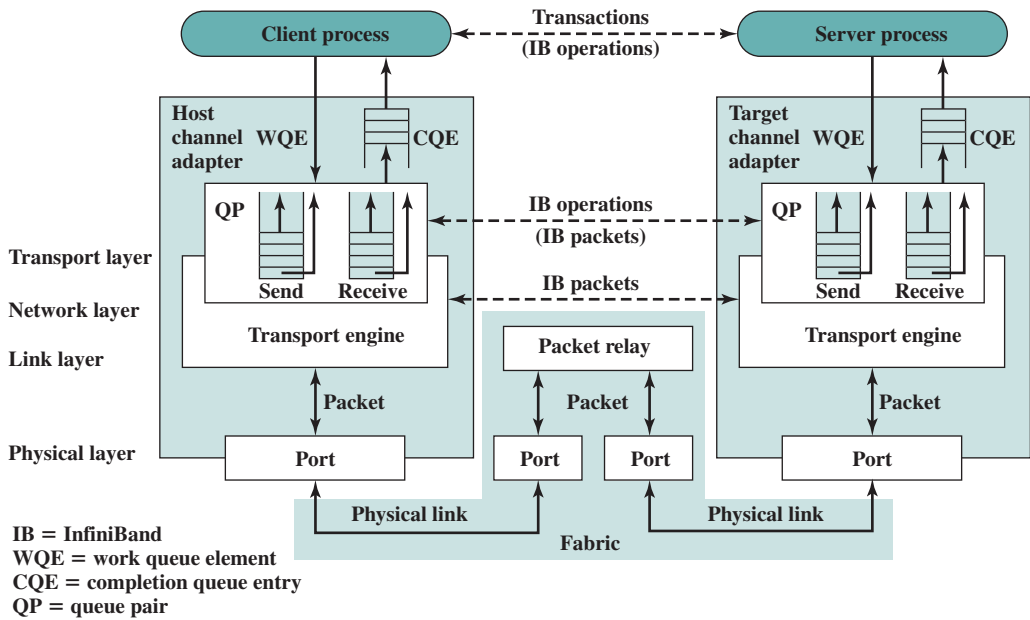 Client process
Transactions
(IB operations)
Server process
Host
channel
adapter
WQE
CQE
Target
channel
adapter
WQE
CQE
QP
IB operations
(IB packets)
QP
Transport layer
Send
Receive
IB packets
Send
Receive
Network layer
Transport engine
Packet relay
Transport engine
Link layer
Packet
Packet
Packet
Physical layer
Port
Port
Port
Port
Physical link
Physical link
Fabric
IB = InfiniBand
WQE = work queue element
CQE = completion queue entry
QP = queue pair